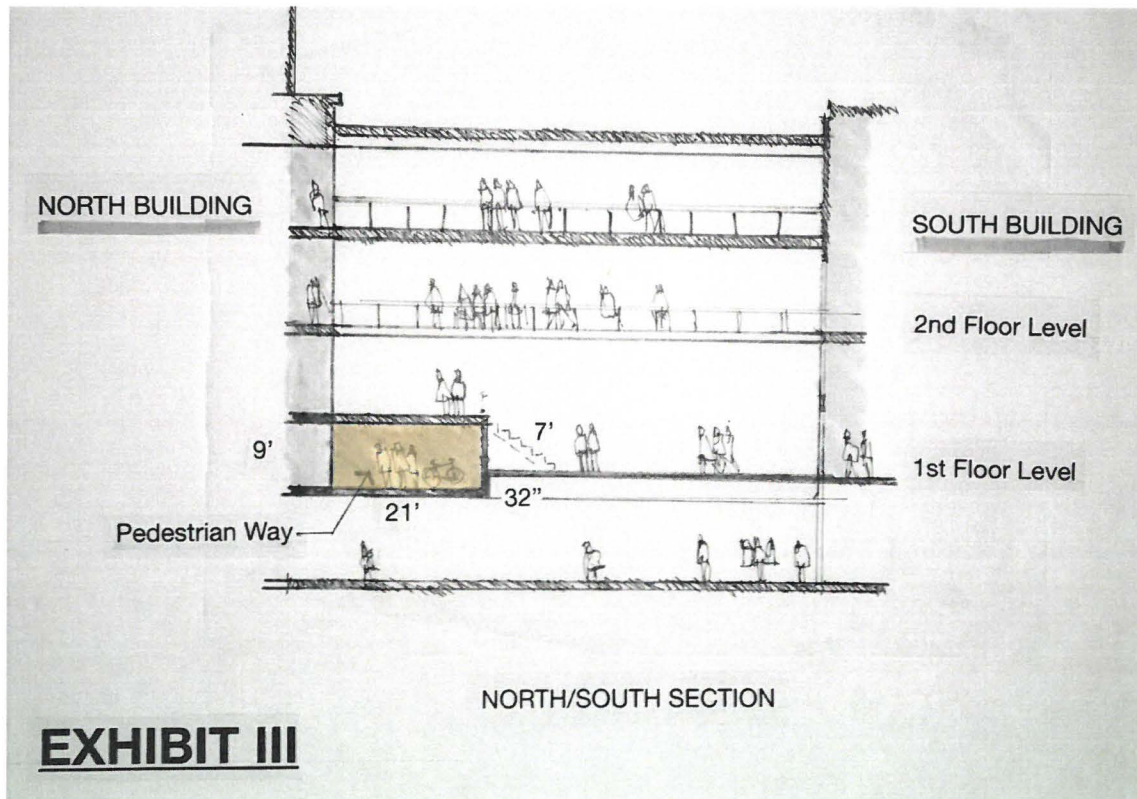 NORTH BUILDING
SOUTH BUILDING
2nd Floor Level
7'
9'
1st Floor Level
32"
21'
Pedestrian Way
NORTH/SOUTH SECTION
EXHIBIT III